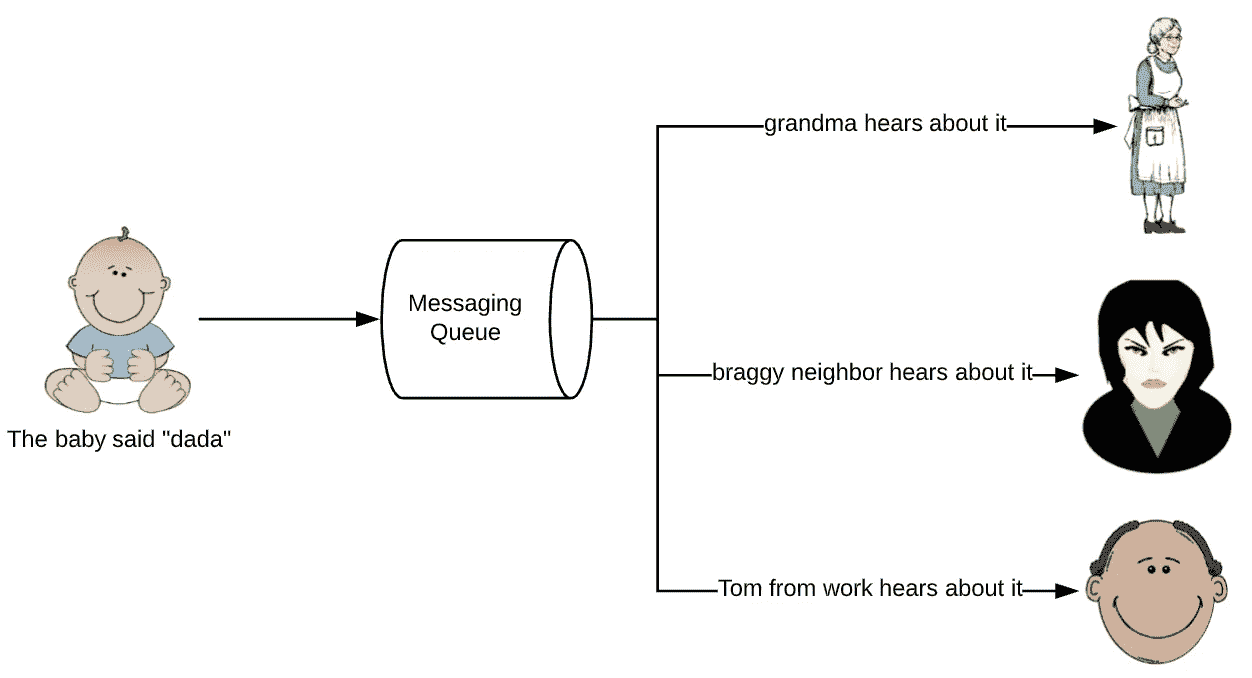 grandma hears about it
Messaging
Queue
braggy neighbor hears about it
The baby said "dada"
Tom from work hears about it